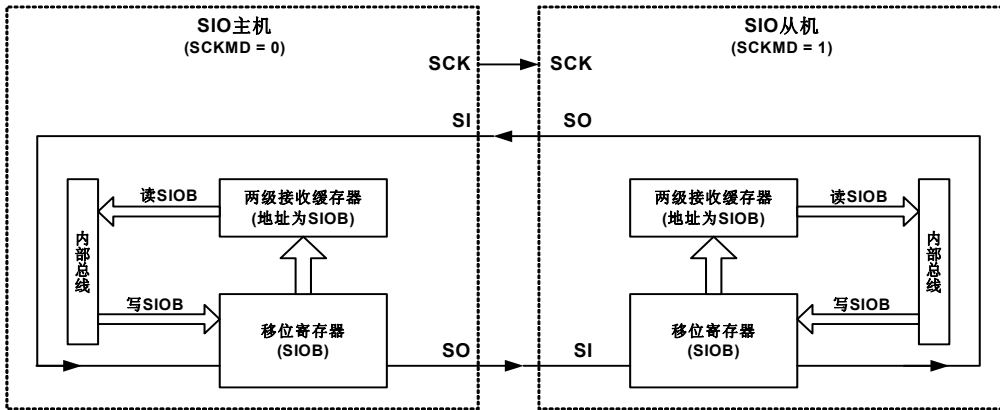 SIO主机
(SCKMD = 0)
SIO从机
(SCKMD = 1)
SCK
SCK
SI
SO
读SIOB
两级接收缓存器
(地址为SIOB)
两级接收缓存器
(地址为SIOB)
读SIOB
内部总线
内部总线
写SIOB
移位寄存器
(SIOB)
移位寄存器
(SIOB)
写SIOB
SO
SI